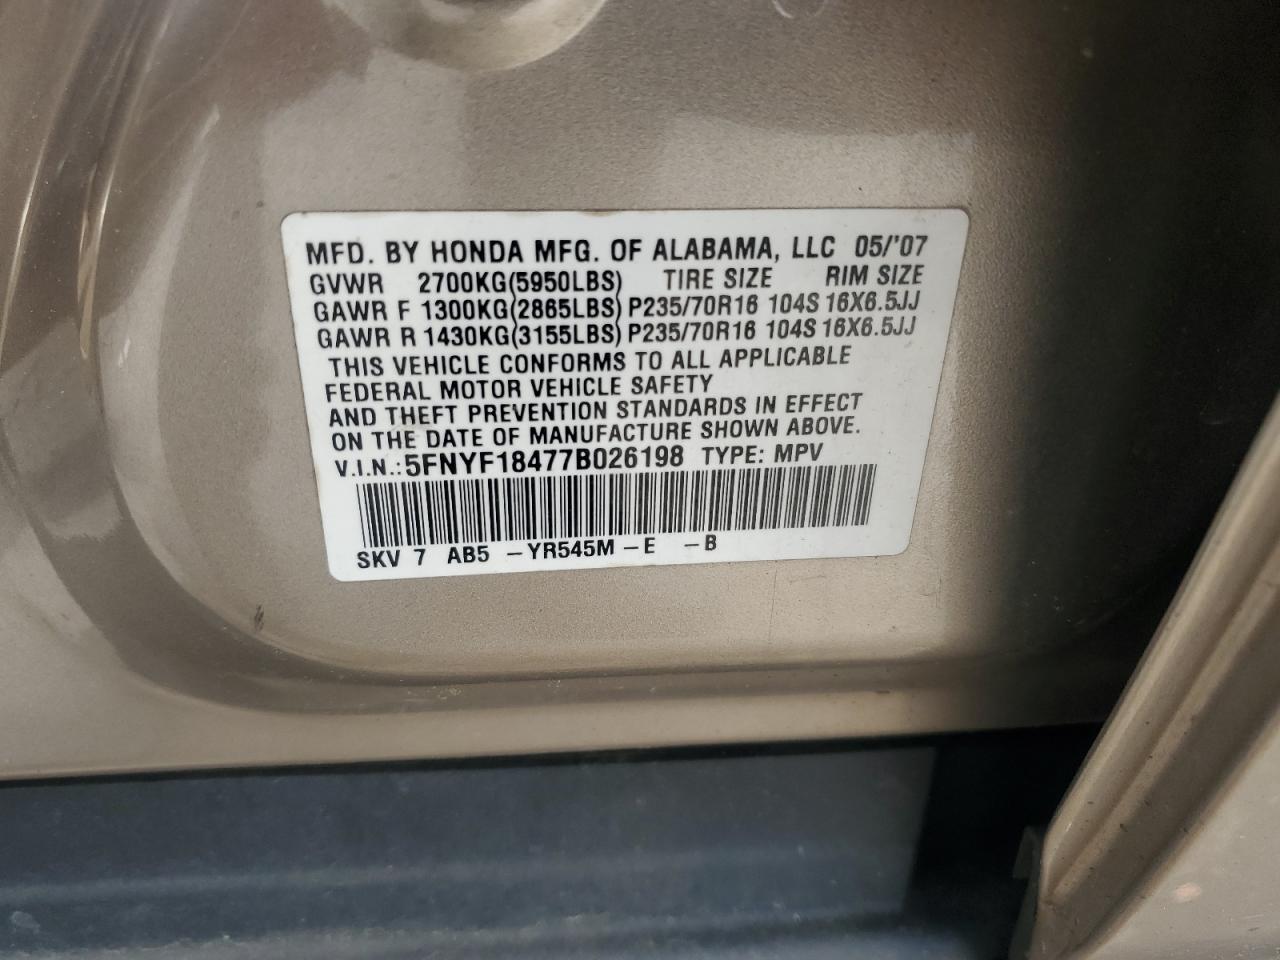 MFD. BY HONDA MFG. OF ALABAMA, LLC 05/'07
GVWR 2700KG(5950LBS) TIRE SIZE RIM SIZE
GAWR F 1300KG(2865LBS) P235/70R16 104S 16X6.5JJ
GAWR R 1430KG(3155LBS) P235/70R16 104S 16X6.5JJ
THIS VEHICLE CONFORMS TO ALL APPLICABLE
FEDERAL MOTOR VEHICLE SAFETY
AND THEFT PREVENTION STANDARDS IN EFFECT
ON THE DATE OF MANUFACTURE SHOWN ABOVE.
V.I.N.: 5FNYF18477B026198 TYPE: MPV
SKV 7 AB5 -YR545M -E -B